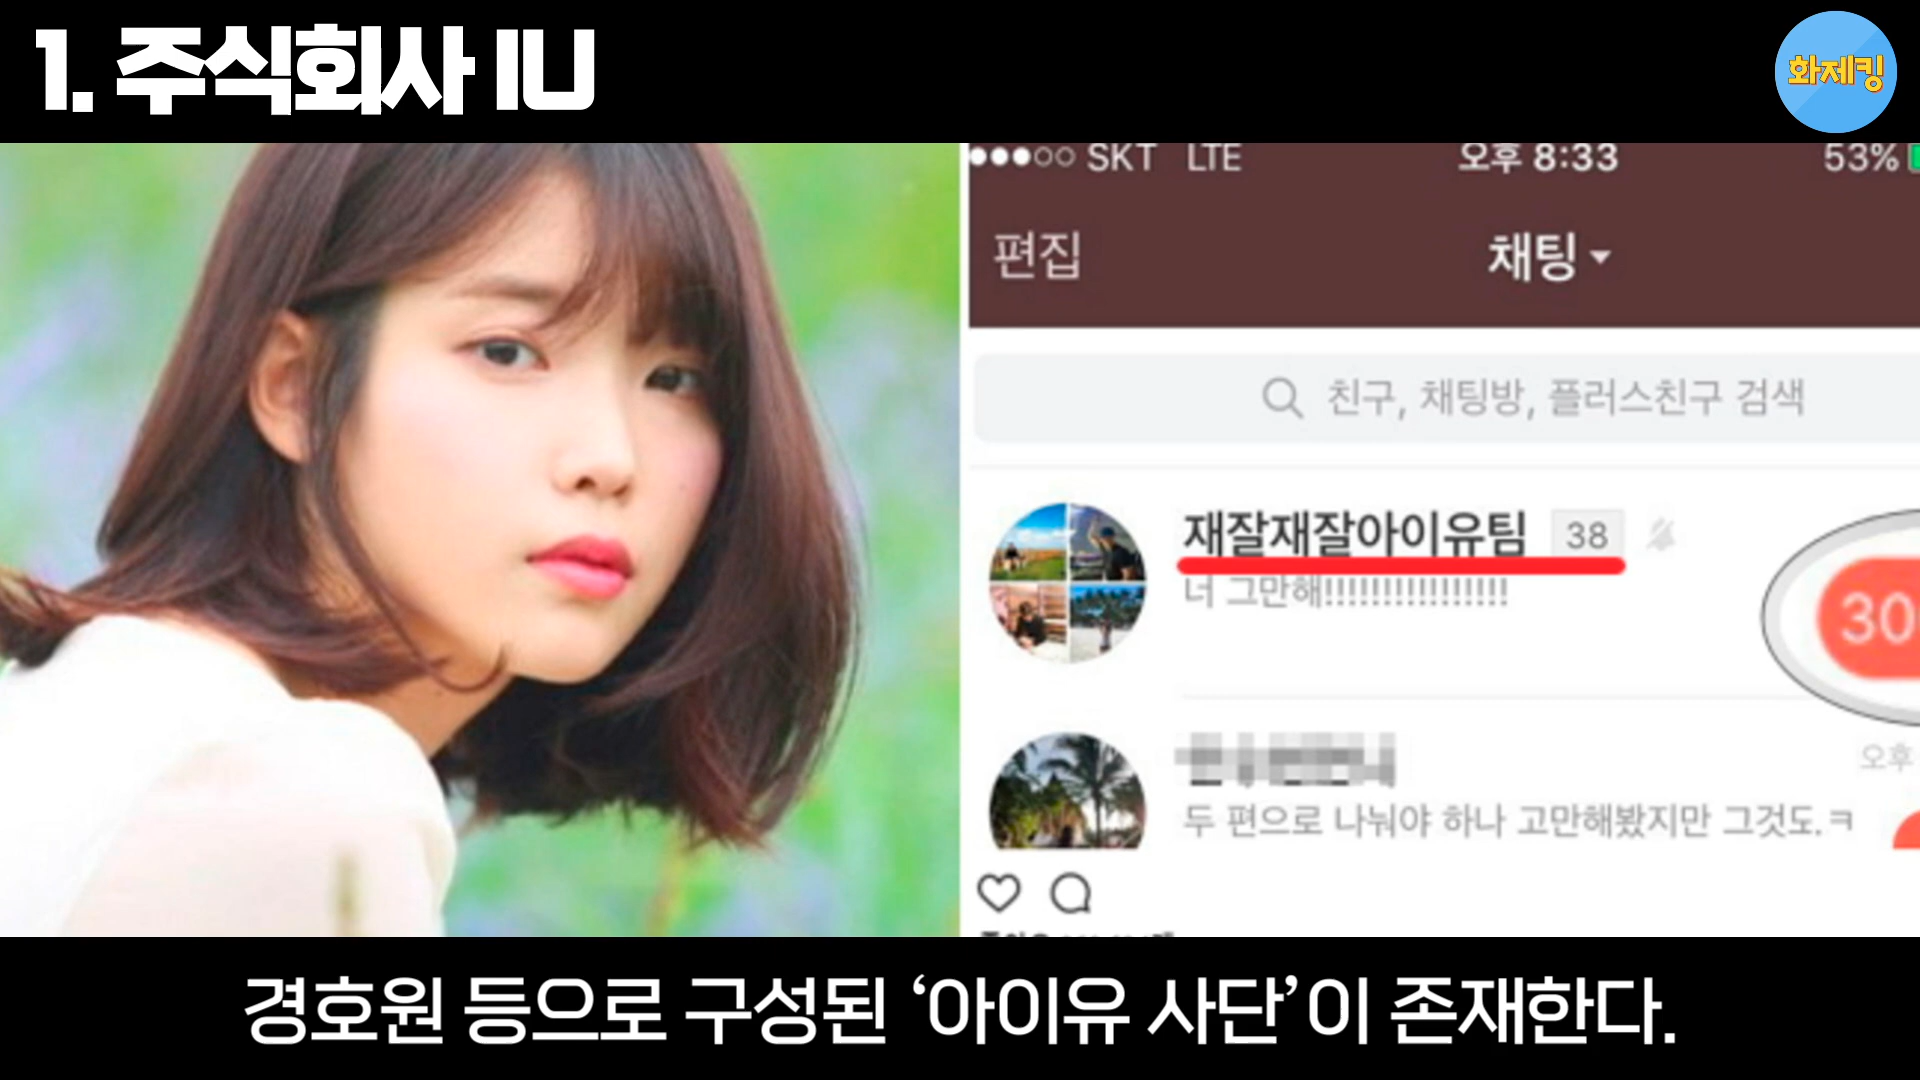 1. 주식회사 IU
화제킹
SKT LTE 오후 8:33 53%
편집 채팅
친구, 채팅방, 플러스친구 검색
재잘재잘아이유팀 38
너 그만해!!!!!!!!!!!!!!!!!
30
오후
두 편으로 나눠야 하나 고만해봤지만 그것도.ㅋ
경호원 등으로 구성된 ‘아이유 사단’이 존재한다.